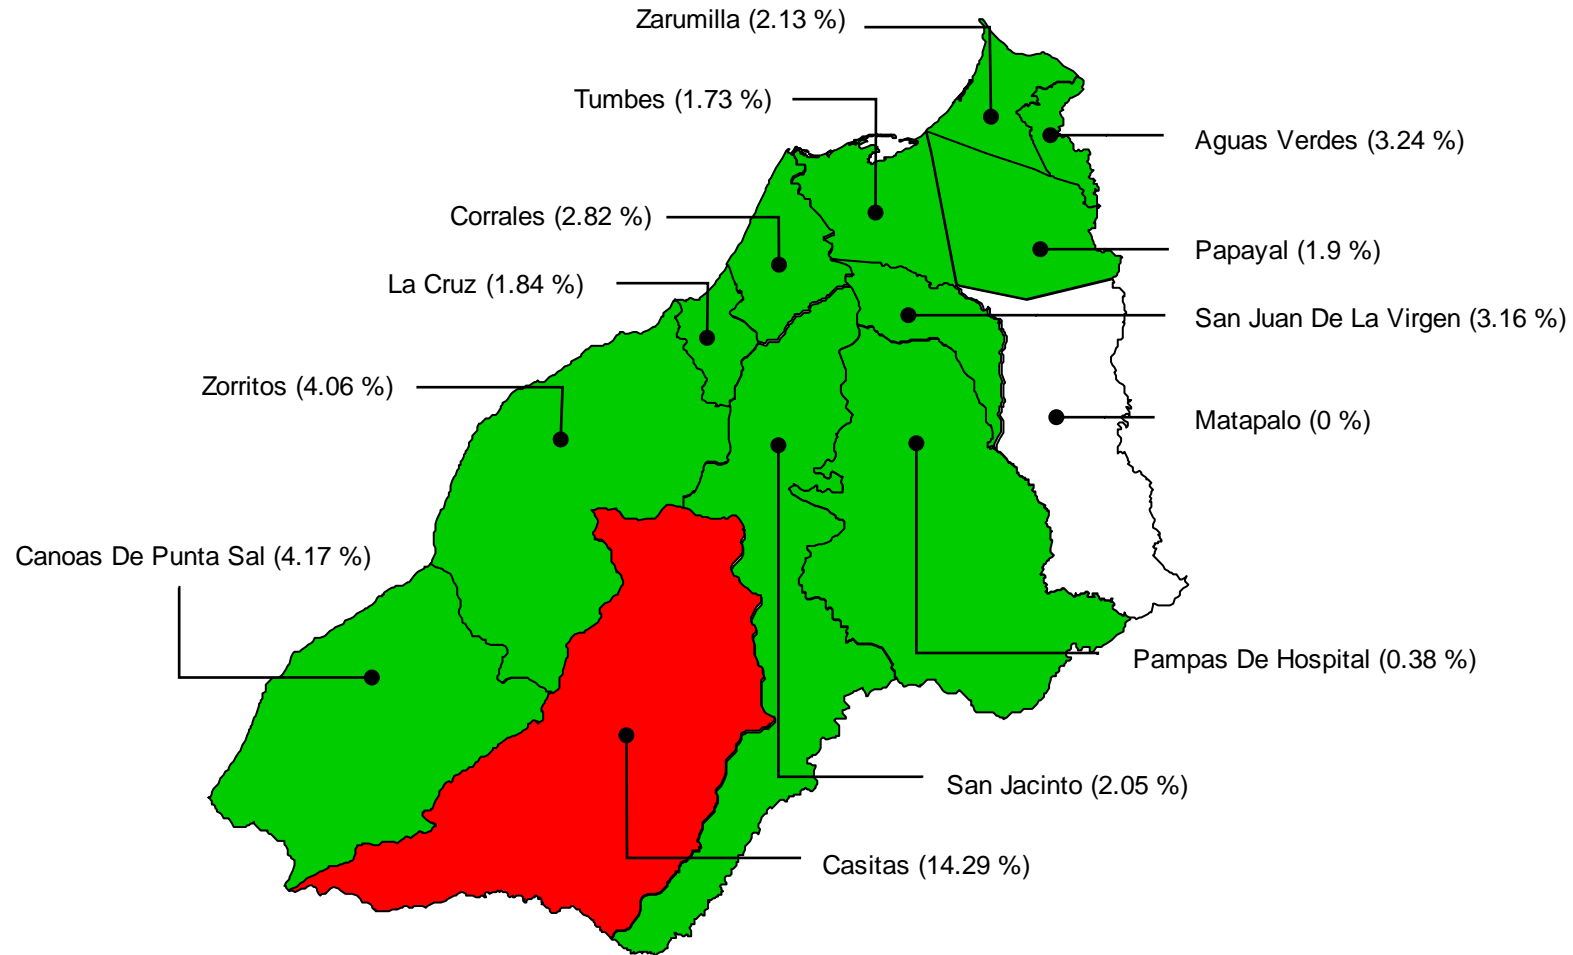 Zarumilla (2.13 %)
Tumbes (1.73 %)
Aguas Verdes (3.24 %)
Corrales (2.82 %)
Papayal (1.9 %)
La Cruz (1.84 %)
San Juan De La Virgen (3.16 %)
Zorritos (4.06 %)
Matapalo (0 %)
Canoas De Punta Sal (4.17 %)
Pampas De Hospital (0.38 %)
San Jacinto (2.05 %)
Casitas (14.29 %)